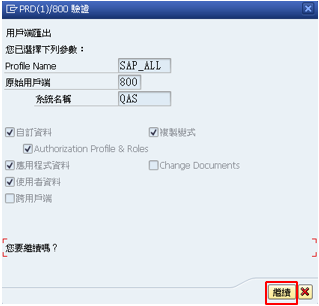 PRD(1)/800 驗證
用戶端匯出
您已選擇下列參數：
Profile Name SAP_ALL
原始用戶端 800
系統名稱 QAS
自訂資料 複製變式
Authorization Profile & Roles
應用程式資料 Change Documents
使用者資料
跨用戶端
您要繼續嗎？
繼續